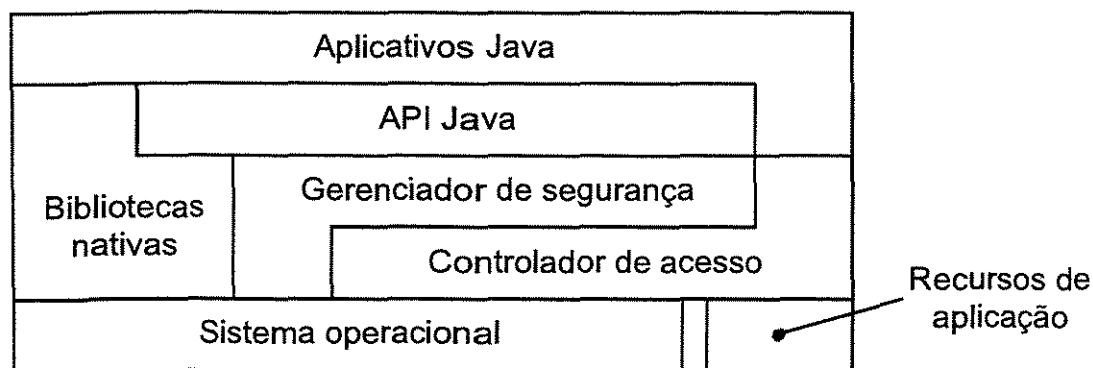 Aplicativos Java
API Java
Gerenciador de segurança
Bibliotecas
nativas
Controlador de acesso
Recursos de
aplicação
Sistema operacional